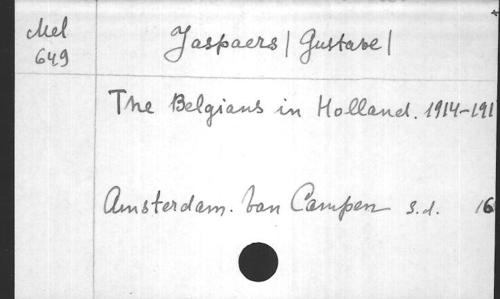 Mel
649
Jaspaers| Gustave|
The Belgians in Holland. 1914-191
Amsterdam. Van Campen s.d. 16